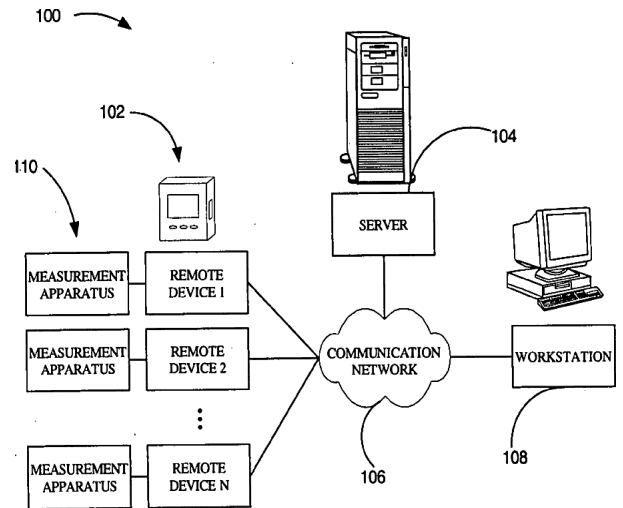 100
102
104
110
SERVER
MEASUREMENT
APPARATUS
REMOTE
DEVICE 1
MEASUREMENT
APPARATUS
REMOTE
DEVICE 2
COMMUNICATION
NETWORK
WORKSTATION
MEASUREMENT
APPARATUS
REMOTE
DEVICE N
106
108